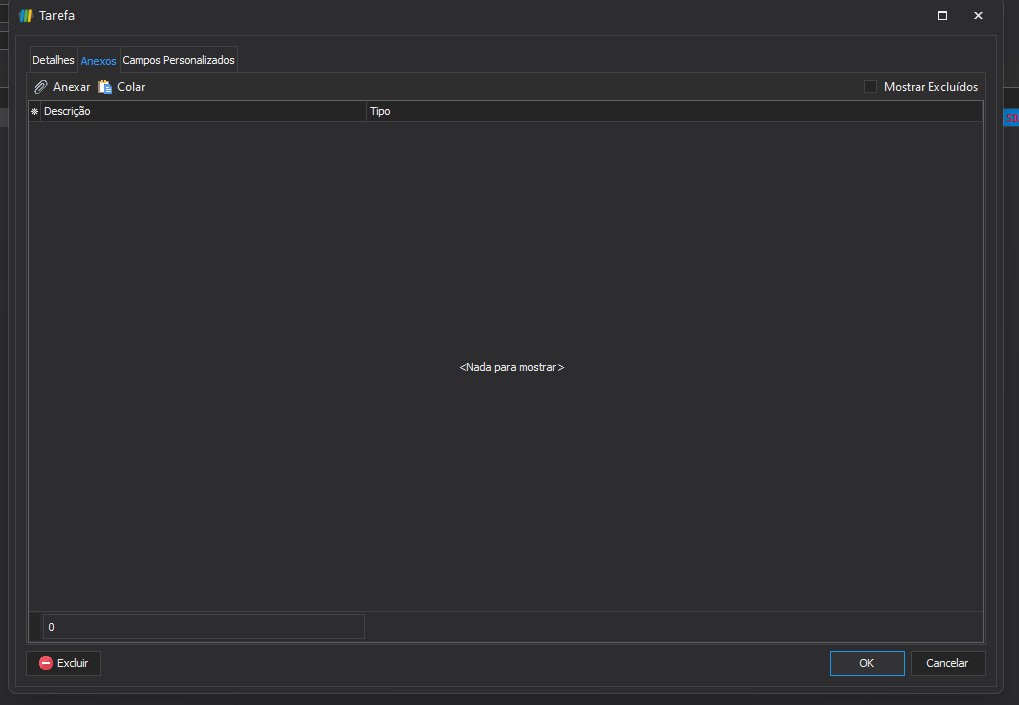 Tarefa
Detalhes Anexos Campos Personalizados
Anexar Colar Mostrar Excluídos
Descrição Tipo
<Nada para mostrar>
0
Excluir OK Cancelar